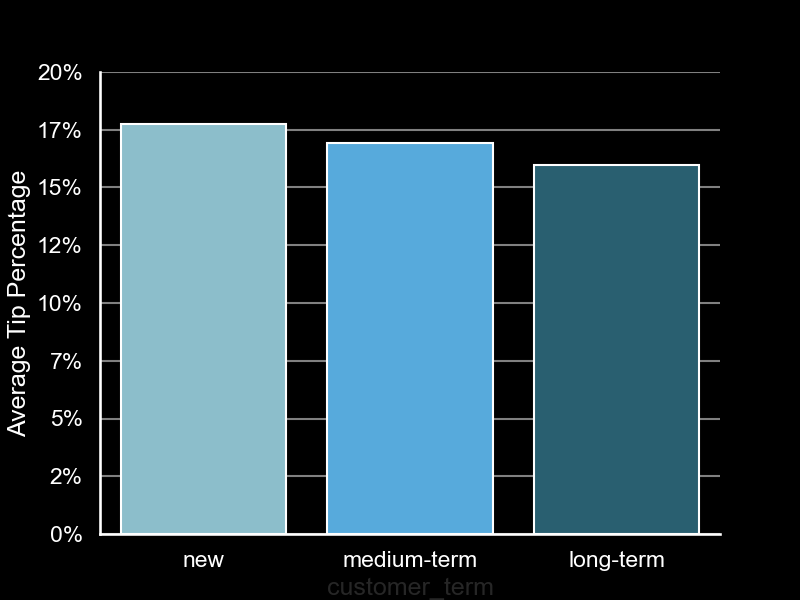 20%
17%
15%
12%
10%
7%
5%
2%
0%
Average Tip Percentage
new
medium-term
long-term
customer_term